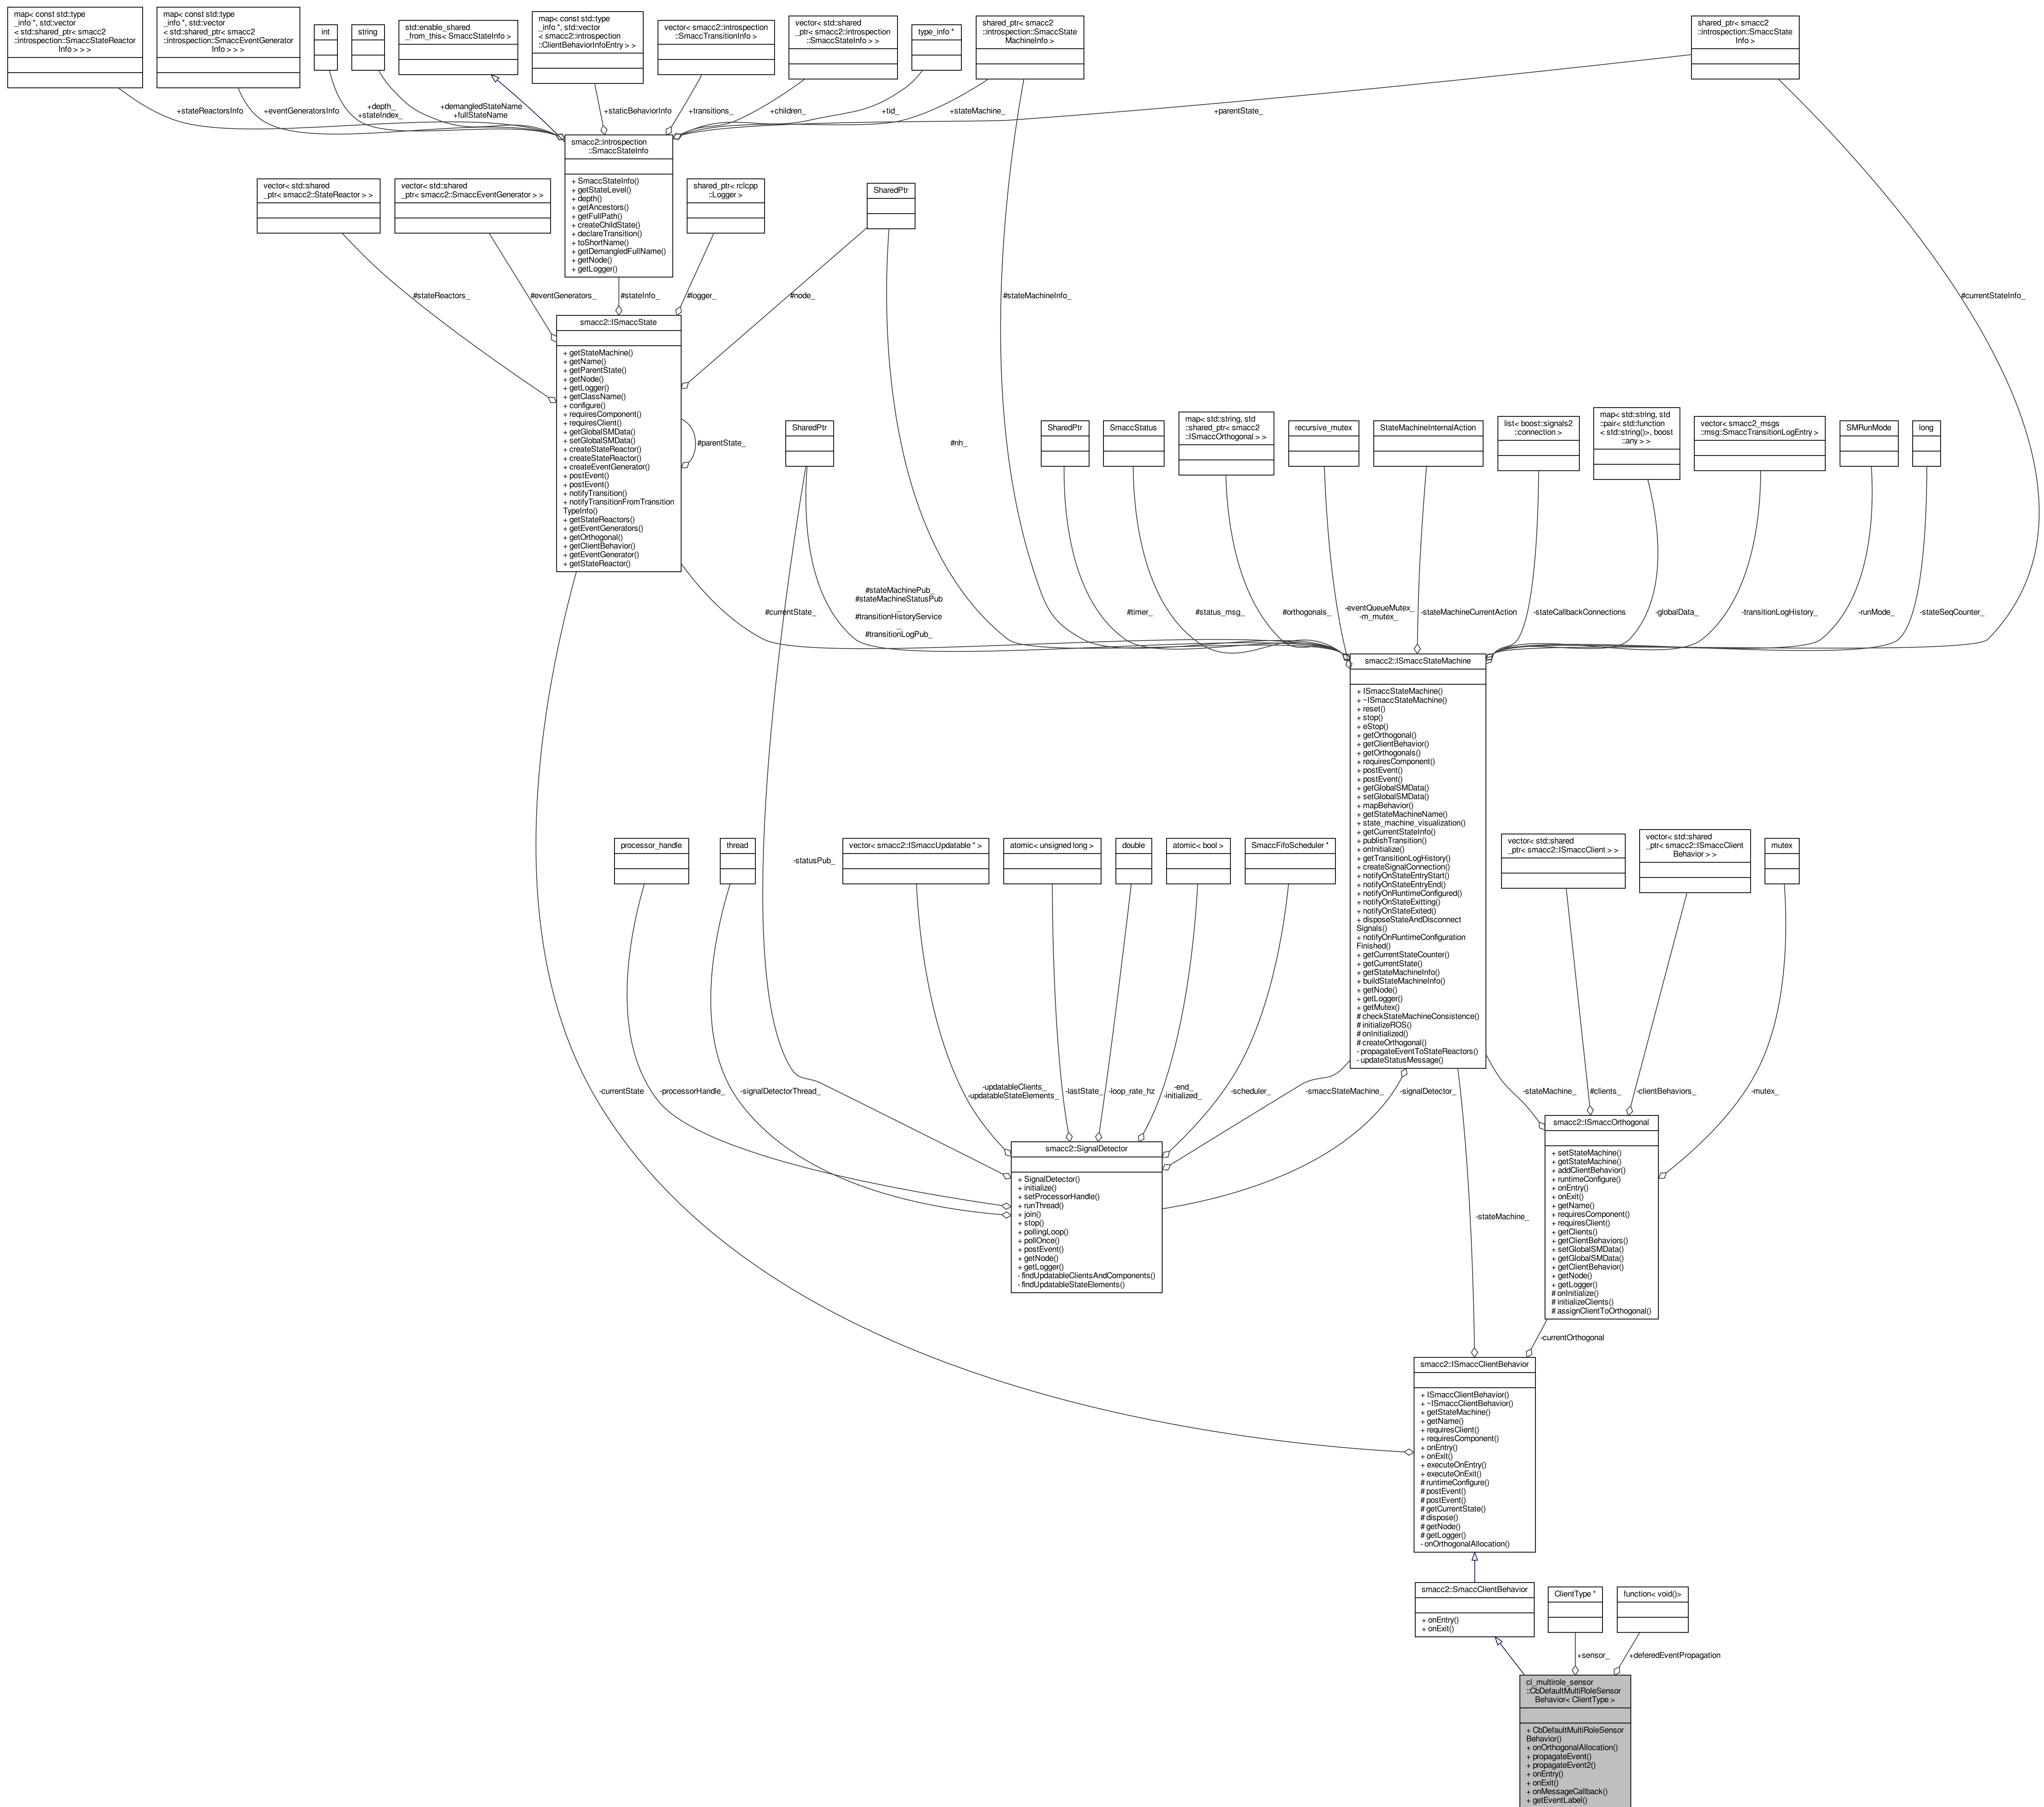 map< const std::type
_info *, std::vector
< std::shared_ptr< smacc2
::introspection::SmaccStateReactor
Info > > >
map< const std::type
_info *, std::vector
< std::shared_ptr< smacc2
::introspection::SmaccEventGenerator
Info > > >
int
string
std::enable_shared
_from_this< SmaccStateInfo >
map< const std::type
_info *, std::vector
< smacc2::introspection
::ClientBehaviorInfoEntry > >
vector< smacc2::introspection
::SmaccTransitionInfo >
vector< std::shared
_ptr< smacc2::introspection
::SmaccStateInfo > >
type_info *
shared_ptr< smacc2
::introspection::SmaccState
MachineInfo >
shared_ptr< smacc2
::introspection::SmaccState
Info >
+stateReactorsInfo
+eventGeneratorsInfo
+depth_
+stateIndex_
+demangledStateName
+fullStateName
+staticBehaviorInfo
+transitions_
+children_
+tid_
+stateMachine_
+parentState_
smacc2::introspection
::SmaccStateInfo
+ SmaccStateInfo()
+ getStateLevel()
+ depth()
+ getAncestors()
+ getFullPath()
+ createChildState()
+ declareTransition()
+ toShortName()
+ getDemangledFullName()
+ getNode()
+ getLogger()
vector< std::shared
_ptr< smacc2::StateReactor > >
vector< std::shared
_ptr< smacc2::SmaccEventGenerator > >
shared_ptr< rclcpp
::Logger >
SharedPtr
#stateReactors_
#eventGenerators_
#stateInfo_
#logger_
#node_
#stateMachineInfo_
#currentStateInfo_
smacc2::ISmaccState
+ getStateMachine()
+ getName()
+ getParentState()
+ getNode()
+ getLogger()
+ getClassName()
+ configure()
+ requiresComponent()
+ requiresClient()
+ getGlobalSMData()
+ setGlobalSMData()
+ createStateReactor()
+ createStateReactor()
+ createEventGenerator()
+ postEvent()
+ postEvent()
+ notifyTransition()
+ notifyTransitionFromTransition
TypeInfo()
+ getStateReactors()
+ getEventGenerators()
+ getOrthogonal()
+ getClientBehavior()
+ getEventGenerator()
+ getStateReactor()
#parentState_
#nh_
SharedPtr
SharedPtr
SmaccStatus
map< std::string, std
::shared_ptr< smacc2
::ISmaccOrthogonal > >
recursive_mutex
StateMachineInternalAction
list< boost::signals2
::connection >
map< std::string, std
::pair< std::function
< std::string()>, boost
::any > >
vector< smacc2_msgs
::msg::SmaccTransitionLogEntry >
SMRunMode
long
#currentState_
#stateMachinePub_
#stateMachineStatusPub
_
#transitionHistoryService
_
#transitionLogPub_
#timer_
#status_msg_
#orthogonals_
-eventQueueMutex_
-m_mutex_
-stateMachineCurrentAction
-stateCallbackConnections
-globalData_
-transitionLogHistory_
-runMode_
-stateSeqCounter_
smacc2::ISmaccStateMachine
+ ISmaccStateMachine()
+ ~ISmaccStateMachine()
+ reset()
+ stop()
+ eStop()
+ getOrthogonal()
+ getClientBehavior()
+ getOrthogonals()
+ requiresComponent()
+ postEvent()
+ postEvent()
+ getGlobalSMData()
+ setGlobalSMData()
+ mapBehavior()
+ getStateMachineName()
+ state_machine_visualization()
+ getCurrentStateInfo()
+ publishTransition()
+ onInitialize()
+ getTransitionLogHistory()
+ createSignalConnection()
+ notifyOnStateEntryStart()
+ notifyOnStateEntryEnd()
+ notifyOnRuntimeConfigured()
+ notifyOnStateExitting()
+ notifyOnStateExited()
+ disposeStateAndDisconnect
Signals()
+ notifyOnRuntimeConfiguration
Finished()
+ getCurrentStateCounter()
+ getCurrentState()
+ getStateMachineInfo()
+ buildStateMachineInfo()
+ getNode()
+ getLogger()
+ getMutex()
# checkStateMachineConsistence()
# initializeROS()
# onInitialized()
# createOrthogonal()
- propagateEventToStateReactors()
- updateStatusMessage()
processor_handle
thread
-statusPub_
vector< smacc2::ISmaccUpdatable * >
atomic< unsigned long >
double
atomic< bool >
SmaccFifoScheduler *
vector< std::shared
_ptr< smacc2::ISmaccClient > >
vector< std::shared
_ptr< smacc2::ISmaccClient
Behavior > >
mutex
-currentState
-processorHandle_
-signalDetectorThread_
-updatableClients_
-updatableStateElements_
-lastState_
-loop_rate_hz
-end_
-initialized_
-scheduler_
-smaccStateMachine_
-signalDetector_
-stateMachine_
#clients_
-clientBehaviors_
-mutex_
smacc2::SignalDetector
+ SignalDetector()
+ initialize()
+ setProcessorHandle()
+ runThread()
+ join()
+ stop()
+ pollingLoop()
+ pollOnce()
+ postEvent()
+ getNode()
+ getLogger()
- findUpdatableClientsAndComponents()
- findUpdatableStateElements()
smacc2::ISmaccOrthogonal
+ setStateMachine()
+ getStateMachine()
+ addClientBehavior()
+ runtimeConfigure()
+ onEntry()
+ onExit()
+ getName()
+ requiresComponent()
+ requiresClient()
+ getClients()
+ getClientBehaviors()
+ setGlobalSMData()
+ getGlobalSMData()
+ getClientBehavior()
+ getNode()
+ getLogger()
# onInitialize()
# initializeClients()
# assignClientToOrthogonal()
-stateMachine_
-currentOrthogonal
smacc2::ISmaccClientBehavior
+ ISmaccClientBehavior()
+ ~ISmaccClientBehavior()
+ getStateMachine()
+ getName()
+ requiresClient()
+ requiresComponent()
+ onEntry()
+ onExit()
+ executeOnEntry()
+ executeOnExit()
# runtimeConfigure()
# postEvent()
# postEvent()
# getCurrentState()
# dispose()
# getNode()
# getLogger()
- onOrthogonalAllocation()
smacc2::SmaccClientBehavior
+ onEntry()
+ onExit()
ClientType *
function< void()>
+sensor_
+deferedEventPropagation
cl_multirole_sensor
::CbDefaultMultiRoleSensor
Behavior< ClientType >
+ CbDefaultMultiRoleSensor
Behavior()
+ onOrthogonalAllocation()
+ propagateEvent()
+ propagateEvent2()
+ onEntry()
+ onExit()
+ onMessageCallback()
+ getEventLabel()